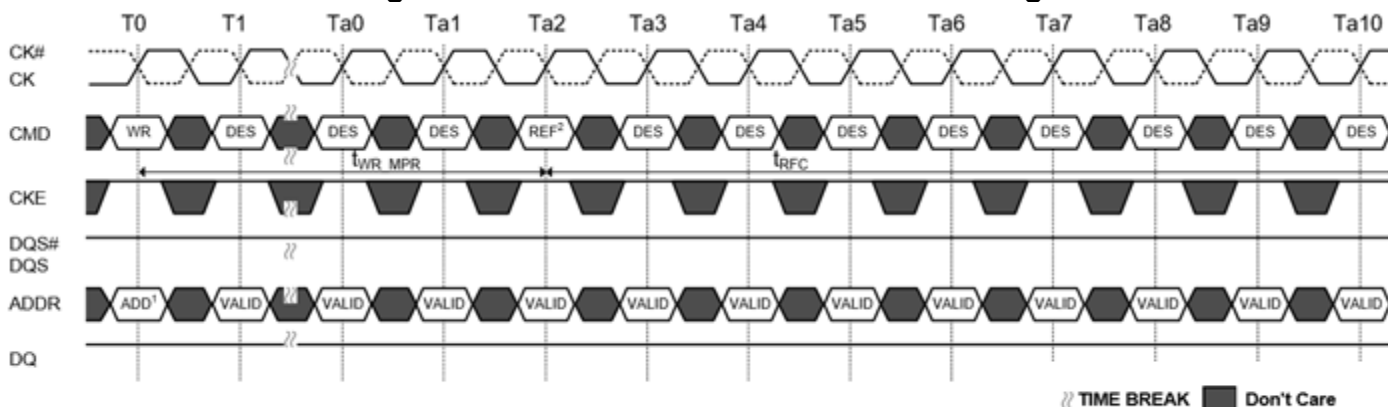 T0 T1 Ta0 Ta1 Ta2 Ta3 Ta4 Ta5 Ta6 Ta7 Ta8 Ta9 Ta10
CK#
CK
CMD WR DES DES DES REF² DES DES DES DES DES DES DES DES
tWR_MPR tRFC
CKE
DQS#
DQS
ADDR ADD¹ VALID VALID VALID VALID VALID VALID VALID VALID VALID VALID VALID VALID
DQ
TIME BREAK Don't Care